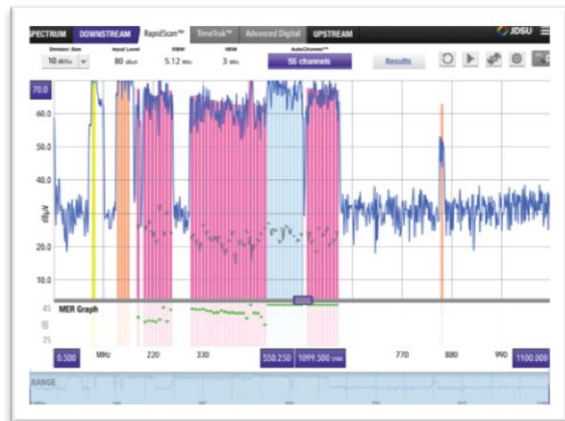 SPECTRUM DOWNSTREAM RapidScan™ TimeTrak™ Advanced Digital UPSTREAM JDSU
Division Size Input Level RBW VBW AutoChannel™
10 dB/div 80 dBuV 5.12 MHz 3 MHz 55 channels Results
70.0
60.0
50.0
40.0
dBµV
30.0
20.0
10.0
45 MER Graph
dB
25
0.500 MHz 220 330 550.250 1099.500 770 880 990 1100.000
RANGE